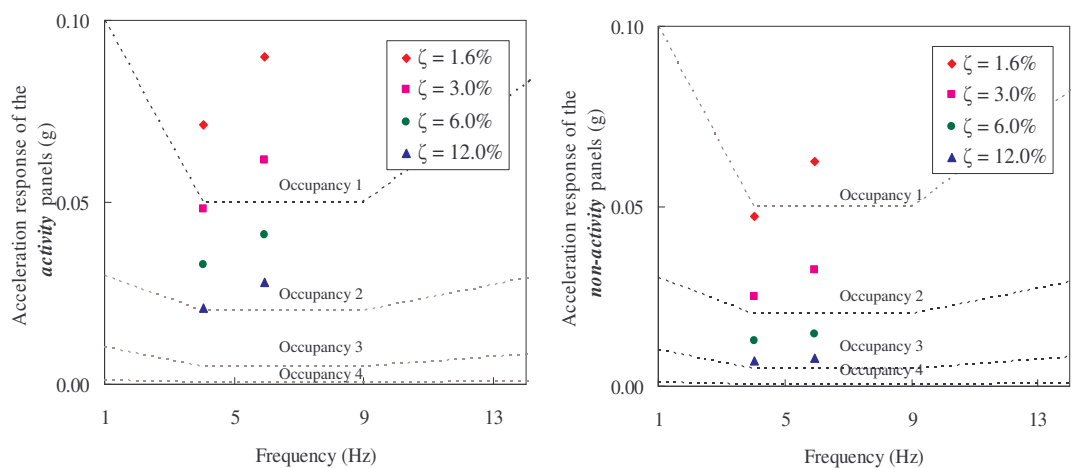 Acceleration response of the
activity panels (g)
0.10
0.05
0.00
ζ = 1.6%
ζ = 3.0%
ζ = 6.0%
ζ = 12.0%
Occupancy 1
Occupancy 2
Occupancy 3
Occupancy 4
1 5 9 13
Frequency (Hz)
Acceleration response of the
non-activity panels (g)
0.10
0.05
0.00
ζ = 1.6%
ζ = 3.0%
ζ = 6.0%
ζ = 12.0%
Occupancy 1
Occupancy 2
Occupancy 3
Occupancy 4
1 5 9 13
Frequency (Hz)